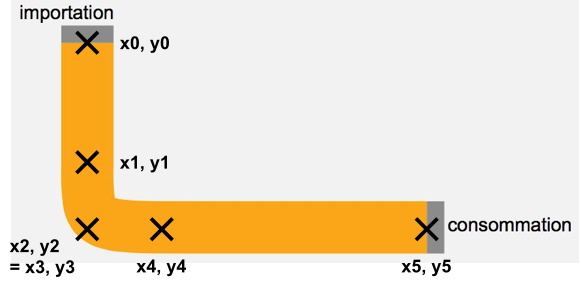 importation
x0, y0
x1, y1
consommation
x2, y2
= x3, y3
x4, y4
x5, y5